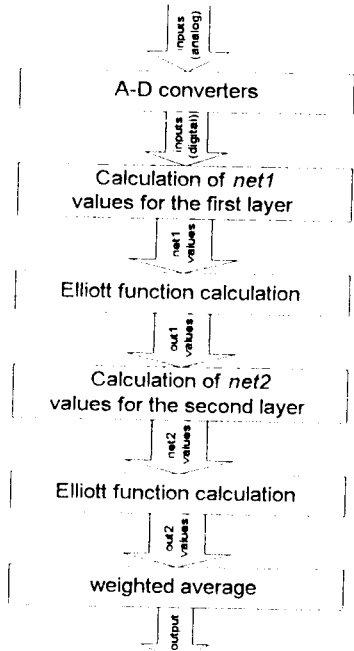 inputs
(analog)
A-D converters
inputs
(digital)
Calculation of net1
values for the first layer
net1
values
Elliott function calculation
out1
values
Calculation of net2
values for the second layer
net2
values
Elliott function calculation
out2
values
weighted average
output